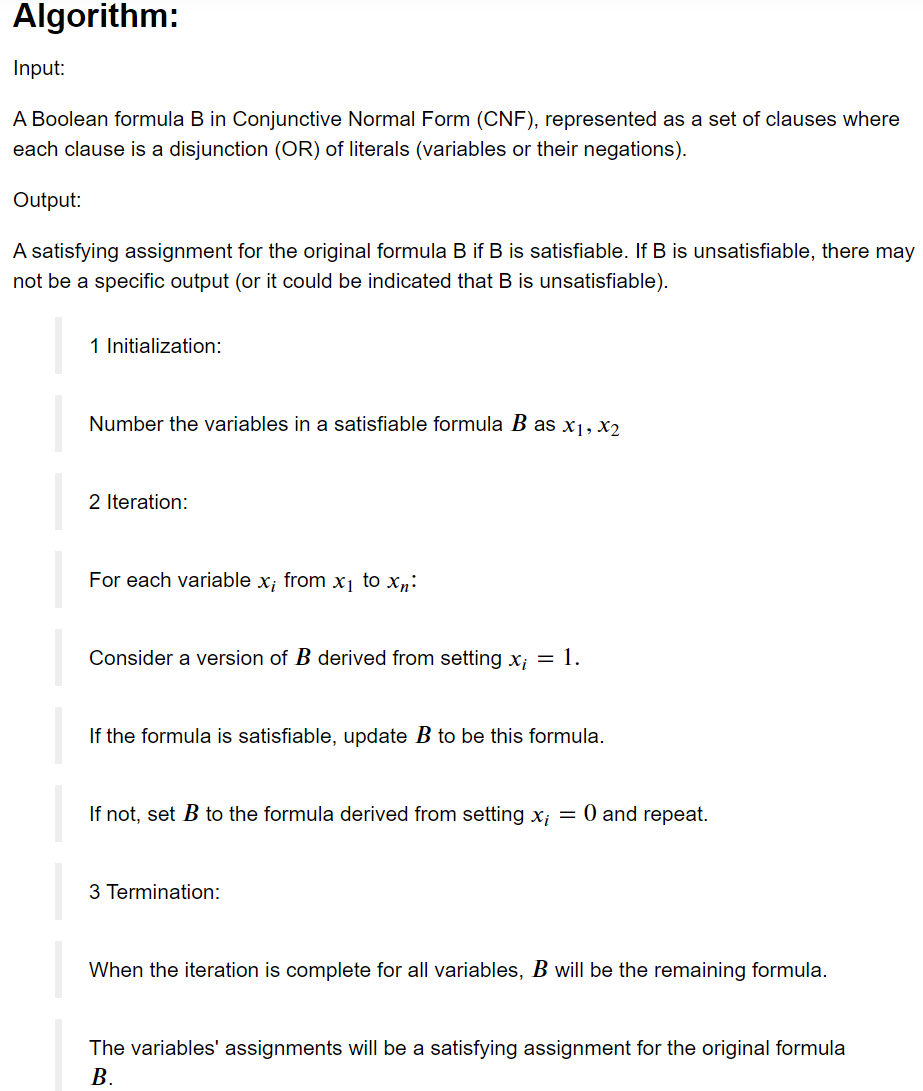 Algorithm:
Input:
A Boolean formula B in Conjunctive Normal Form (CNF), represented as a set of clauses where
each clause is a disjunction (OR) of literals (variables or their negations).
Output:
A satisfying assignment for the original formula B if B is satisfiable. If B is unsatisfiable, there may
not be a specific output (or it could be indicated that B is unsatisfiable).
1 Initialization:
Number the variables in a satisfiable formula B as x₁, x₂
2 Iteration:
For each variable xᵢ from x₁ to xₙ:
Consider a version of B derived from setting xᵢ = 1.
If the formula is satisfiable, update B to be this formula.
If not, set B to the formula derived from setting xᵢ = 0 and repeat.
3 Termination:
When the iteration is complete for all variables, B will be the remaining formula.
The variables' assignments will be a satisfying assignment for the original formula
B.